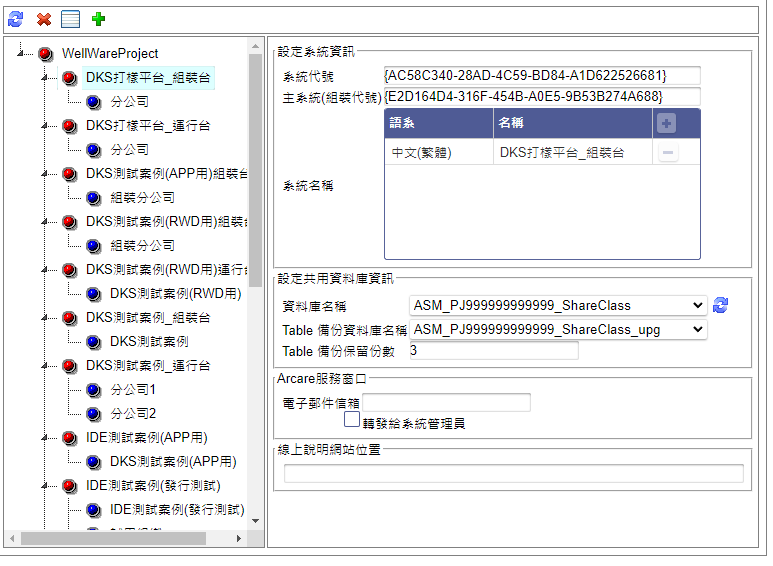 WellWareProject
DKS打樣平台_組裝台
分公司
DKS打樣平台_運行台
分公司
DKS測試案例(APP用)組裝台
組裝分公司
DKS測試案例(RWD用)組裝台
組裝分公司
DKS測試案例(RWD用)運行
DKS測試案例(RWD用)
DKS測試案例_組裝台
DKS測試案例
DKS測試案例_運行台
分公司1
分公司2
IDE測試案例(APP用)
DKS測試案例(APP用)
IDE測試案例(發行測試)
IDE測試案例(發行測試)
設定系統資訊
系統代號 {AC58C340-28AD-4C59-BD84-A1D622526681}
主系統(組裝代號) {E2D164D4-316F-454B-A0E5-9B53B274A688}
語系 名稱
中文(繁體) DKS打樣平台_組裝台
系統名稱
設定共用資料庫資訊
資料庫名稱 ASM_PJ999999999999_ShareClass
Table 備份資料庫名稱 ASM_PJ999999999999_ShareClass_upg
Table 備份保留份數 3
Arcare服務窗口
電子郵件信箱
轉發給系統管理員
線上說明網站位置